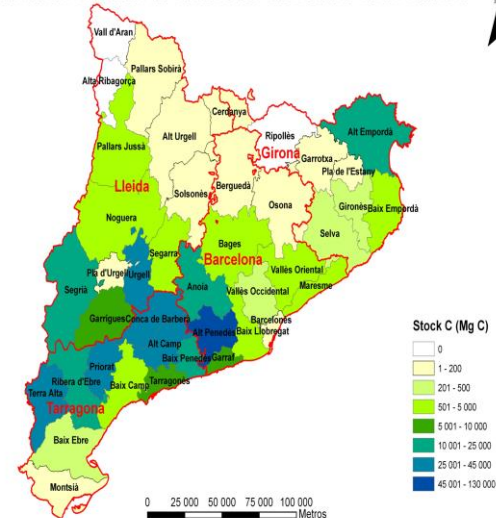 Vall d'Aran
Pallars Sobirà
Alta Ribagorça
Cerdanya
Alt Empordà
Ripollès
Girona
Garrotxa
Pla de l'Estany
Pallars Jussà
Alt Urgell
Berguedà
Lleida
Solsonès
Osona
Gironès
Baix Empordà
Selva
Noguera
Bages
Segarra
Barcelona
Vallès Oriental
Maresme
Pla d'Urgell
Urgell
Anoia
Vallès Occidental
Segrià
Barcelonès
Garrigues
Conca de Barberà
Alt Penedès
Baix Llobregat
Alt Camp
Baix Penedès
Garraf
Priorat
Ribera d'Ebre
Tarragonès
Terra Alta
Baix Camp
Tarragona
Baix Ebre
Montsià
Stock C (Mg C)
0
1 - 200
201 - 500
501 - 5 000
5 001 - 10 000
10 001 - 25 000
25 001 - 45 000
45 001 - 130 000
0 25 000 50 000 100 000
Metros